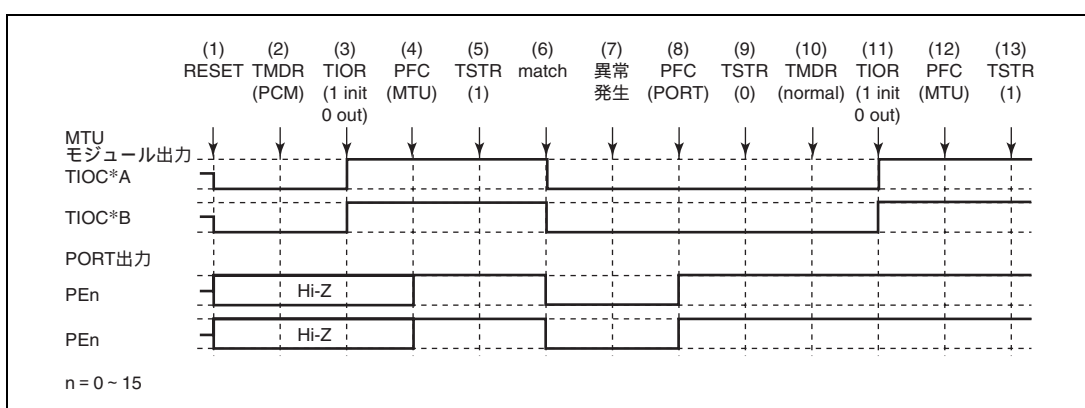 (1) (2) (3) (4) (5) (6) (7) (8) (9) (10) (11) (12) (13)
RESET TMDR TIOR PFC TSTR match 異常 PFC TSTR TMDR TIOR PFC TSTR
(PCM) (1 init (MTU) (1) 発生 (PORT) (0) (normal) (1 init (MTU) (1)
0 out) 0 out)
MTU
モジュール出力
TIOC*A
TIOC*B
PORT出力
PEn Hi-Z
PEn Hi-Z
n = 0 ~ 15